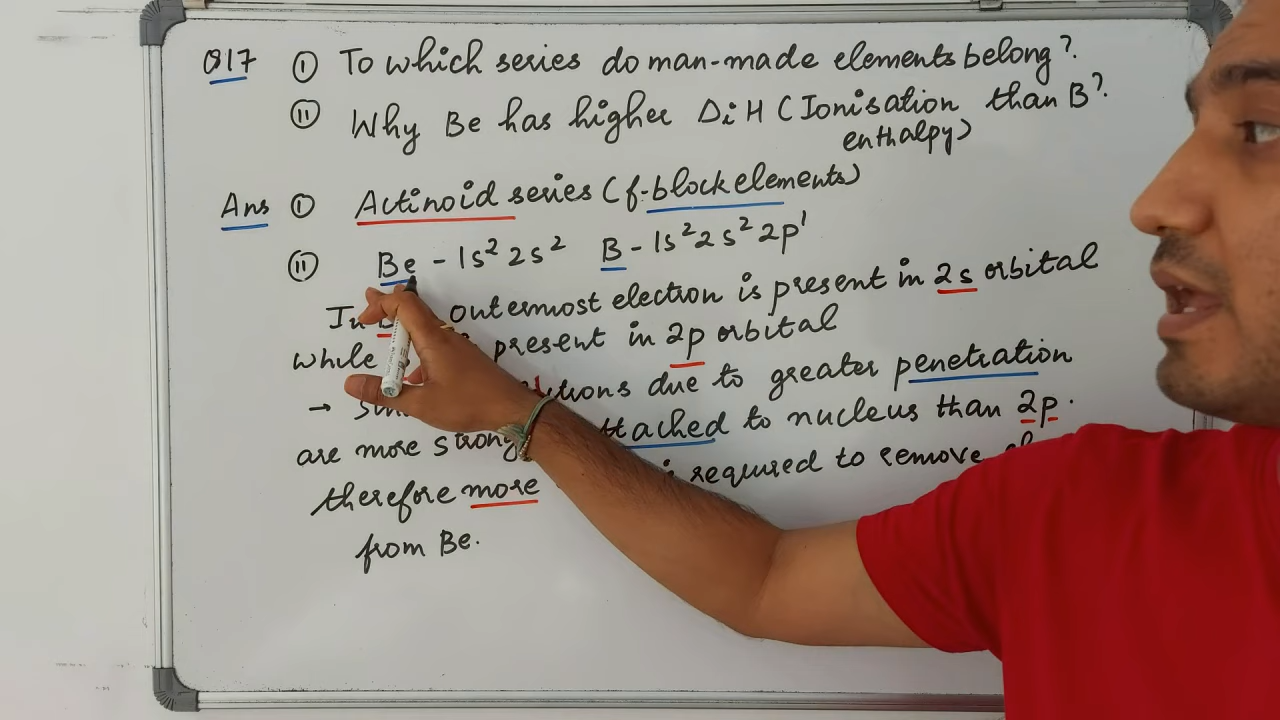 Q17 (I) To which series do man-made elements belong?
(II) Why Be has higher ΔiH (Ionisation than B?
enthalpy)
Ans (I) Actinoid series (f-block elements)
(II) Be - 1s² 2s² B - 1s² 2s² 2p¹
In outermost election is present in 2s orbital
while present in 2p orbital
→ due to greater penetration
are more attached to nucleus than 2p.
therefore more is required to remove
from Be.